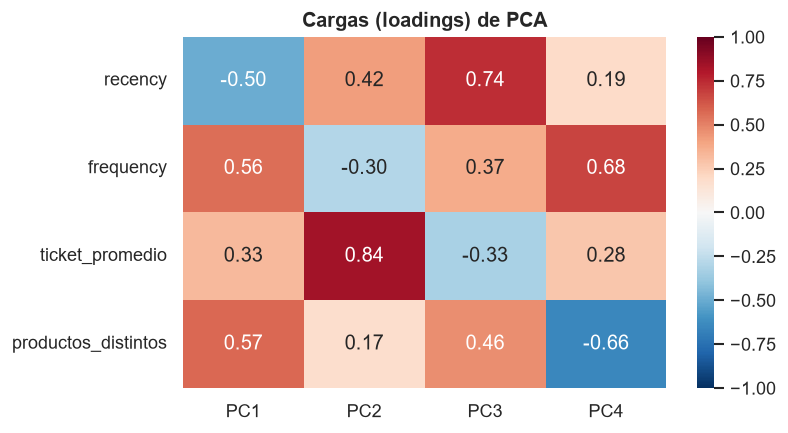 Cargas (loadings) de PCA
recency -0.50 0.42 0.74 0.19
frequency 0.56 -0.30 0.37 0.68
ticket_promedio 0.33 0.84 -0.33 0.28
productos_distintos 0.57 0.17 0.46 -0.66
PC1 PC2 PC3 PC4
1.00
0.75
0.50
0.25
0.00
−0.25
−0.50
−0.75
−1.00